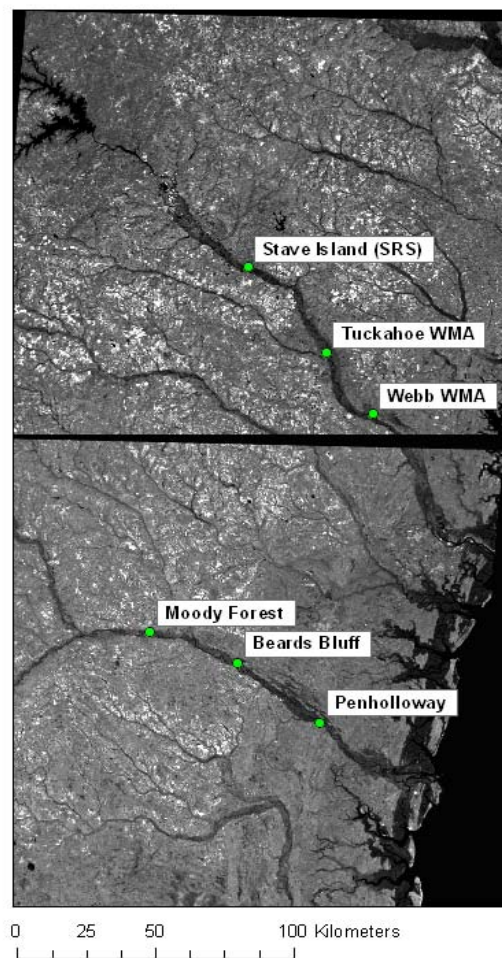 Stave Island (SRS)
Tuckahoe WMA
Webb WMA
Moody Forest
Beards Bluff
Penholloway
0 25 50 100 Kilometers